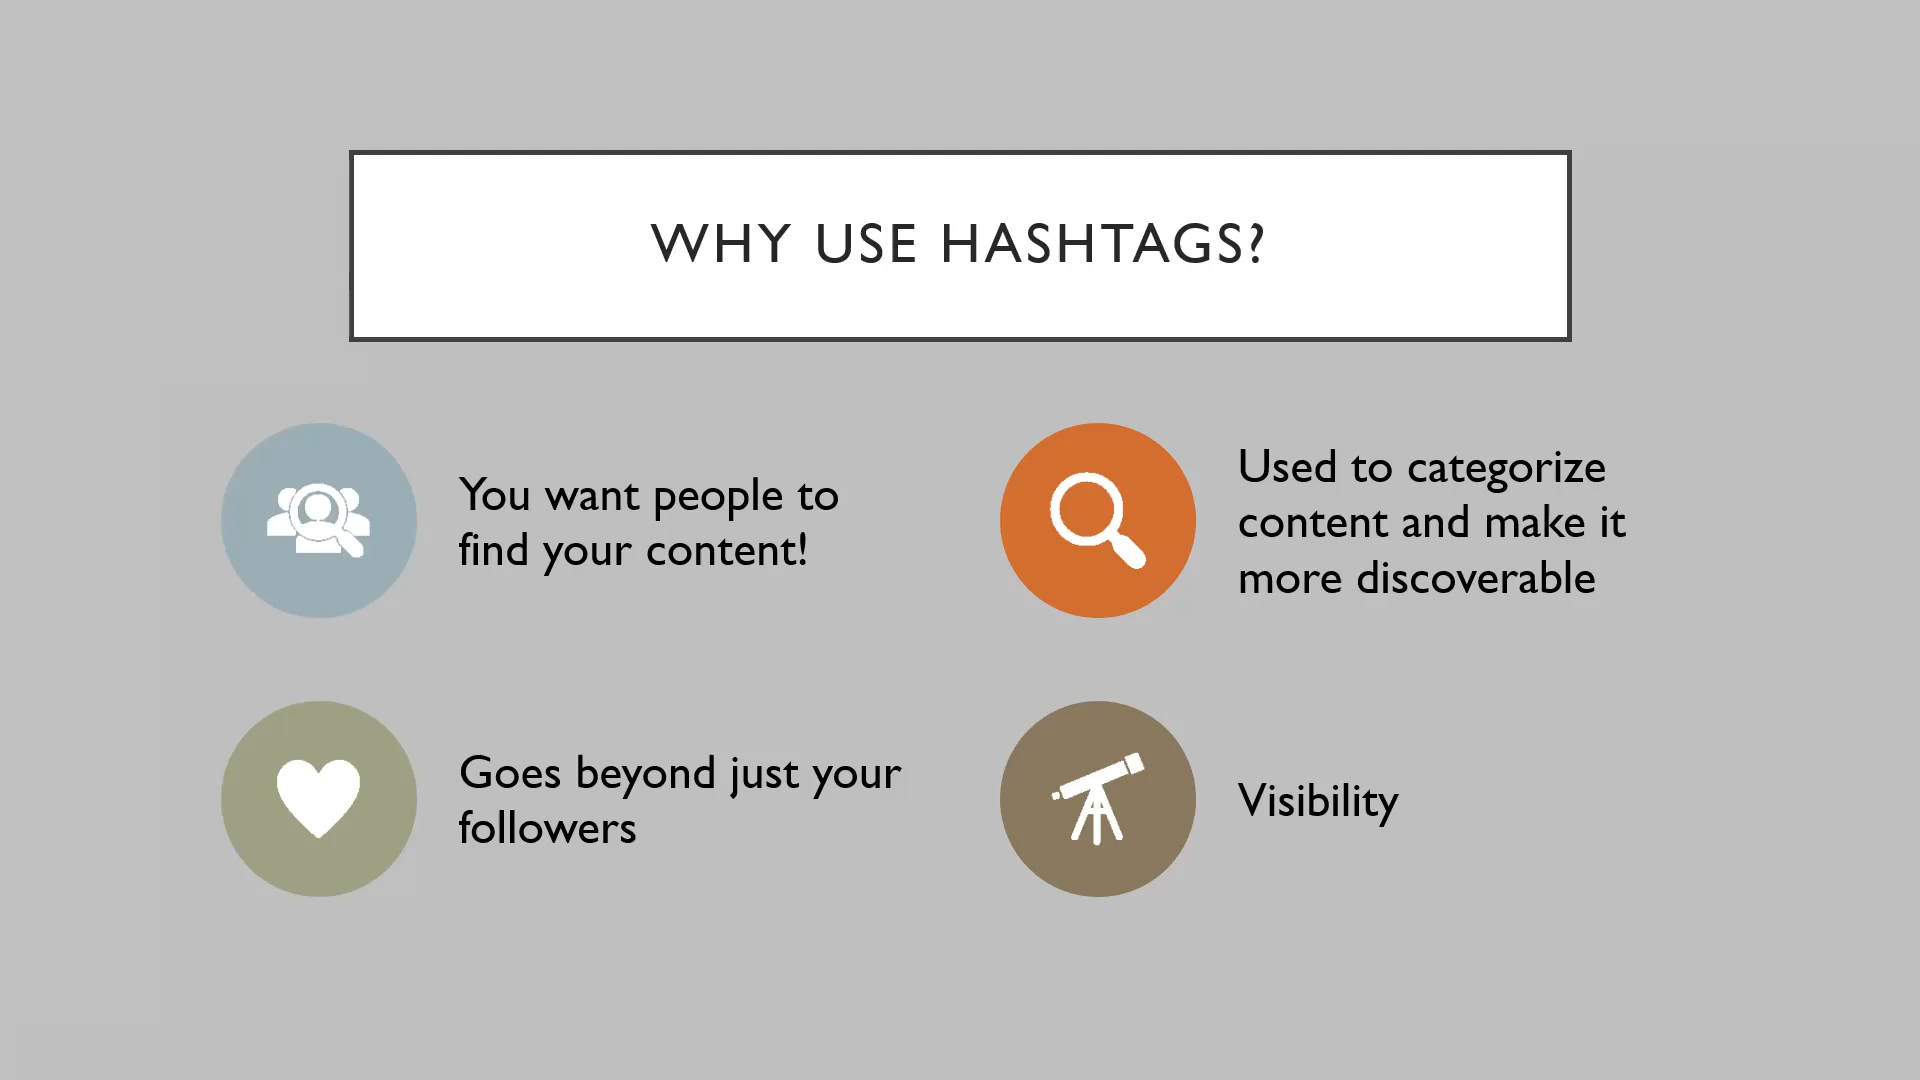 WHY USE HASHTAGS?
You want people to
find your content!
Used to categorize
content and make it
more discoverable
Goes beyond just your
followers
Visibility